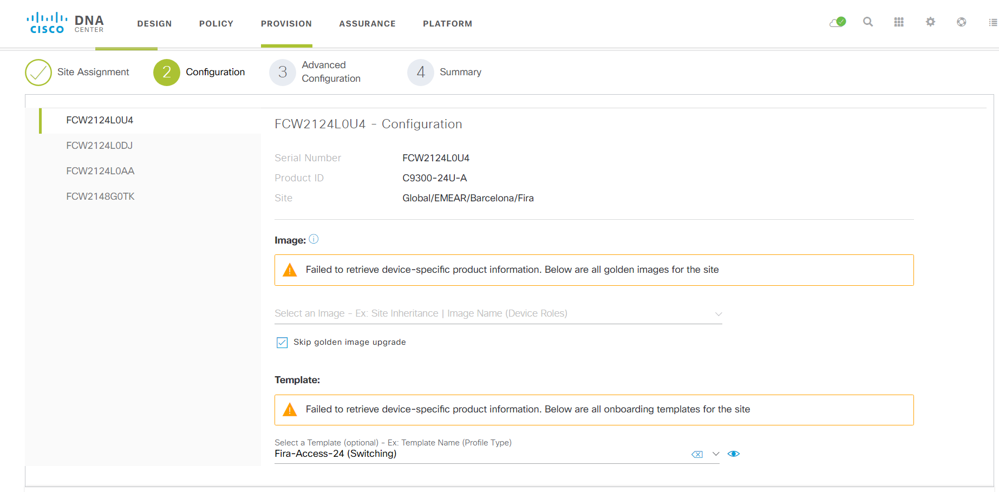 CISCO DNA CENTER
DESIGN POLICY PROVISION ASSURANCE PLATFORM
Site Assignment
2 Configuration
3 Advanced Configuration
4 Summary
FCW2124L0U4
FCW2124L0DJ
FCW2124L0AA
FCW2148G0TK
FCW2124L0U4 - Configuration
Serial Number FCW2124L0U4
Product ID C9300-24U-A
Site Global/EMEAR/Barcelona/Fira
Image:
Failed to retrieve device-specific product information. Below are all golden images for the site
Select an Image - Ex: Site Inheritance | Image Name (Device Roles)
Skip golden image upgrade
Template:
Failed to retrieve device-specific product information. Below are all onboarding templates for the site
Select a Template (optional) - Ex: Template Name (Profile Type)
Fira-Access-24 (Switching)